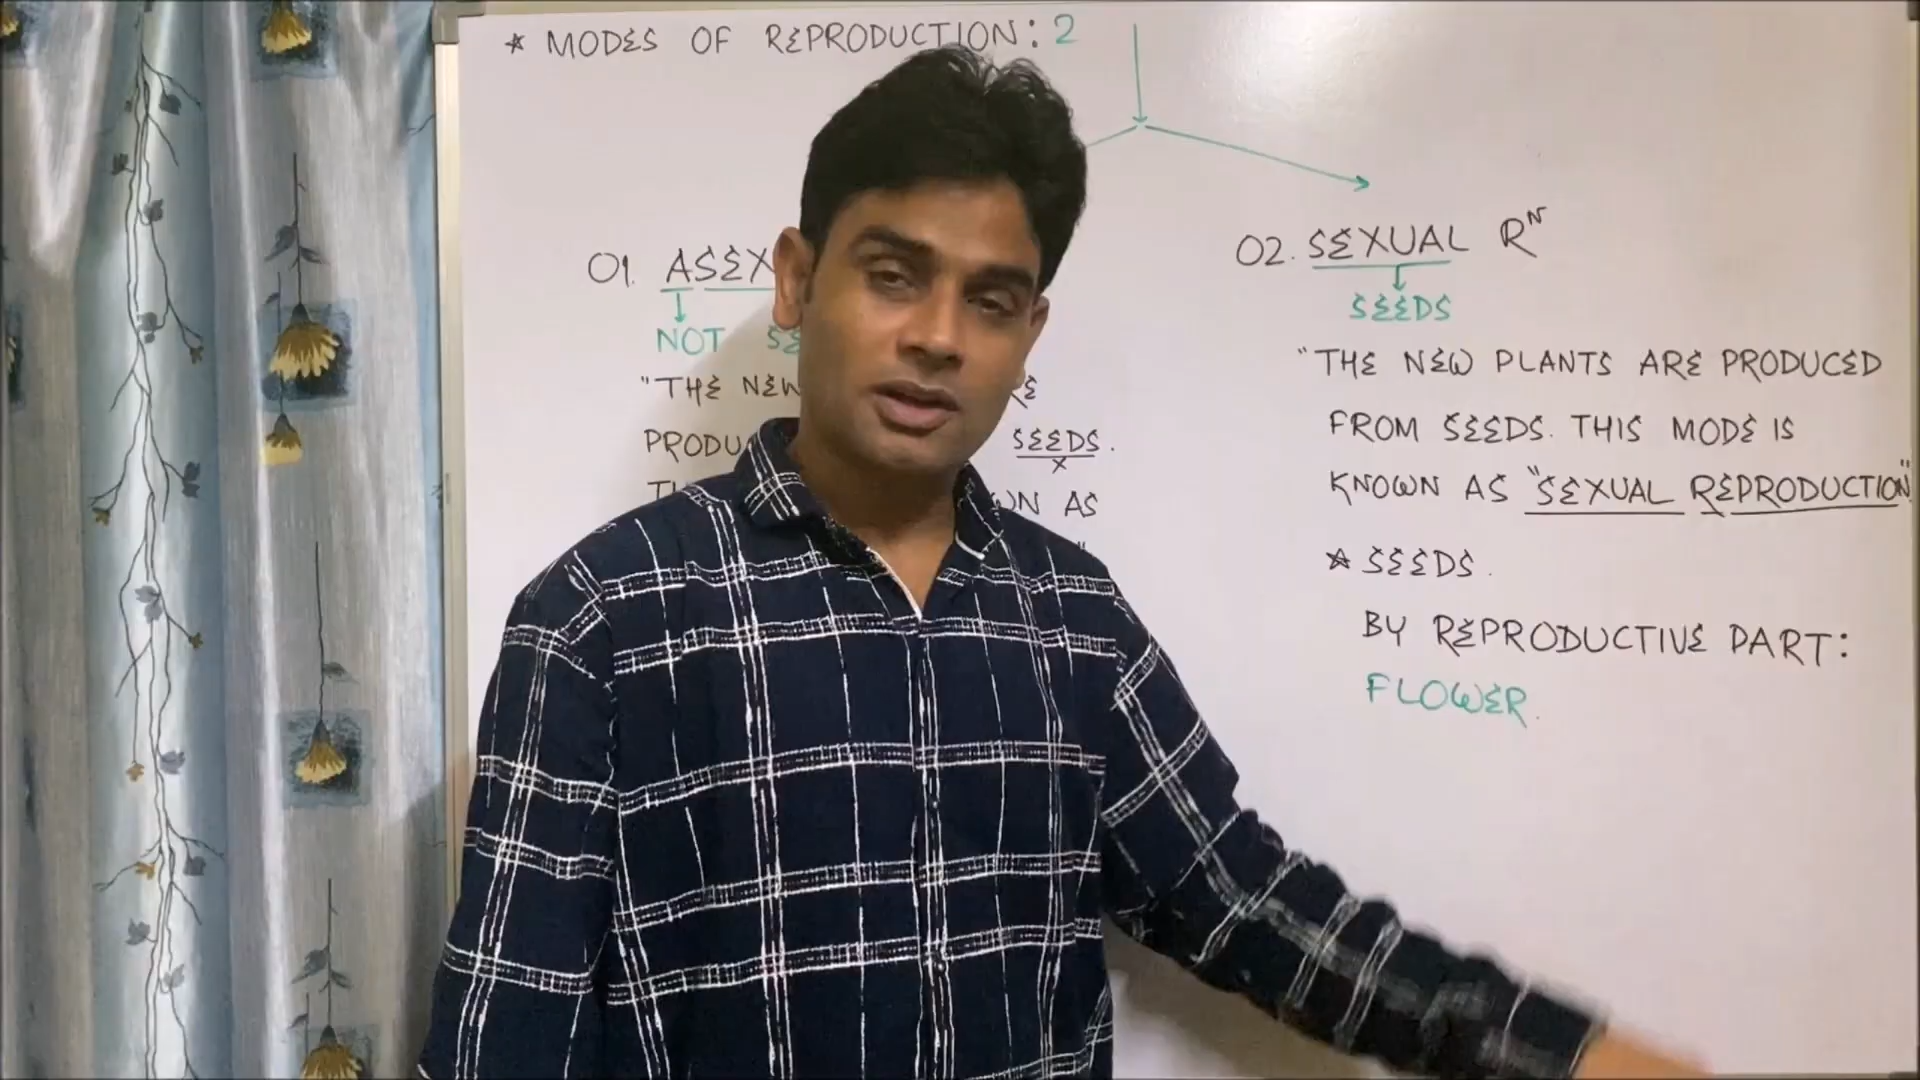 * MODES OF REPRODUCTION: 2
01. ASEX
NOT
"THE NEW
PRODU SEEDS.
x
KNOWN AS
02. SEXUAL Rᴺ
SEEDS
"THE NEW PLANTS ARE PRODUCED
FROM SEEDS. THIS MODE IS
KNOWN AS "SEXUAL REPRODUCTION"
* SEEDS.
BY REPRODUCTIVE PART:
FLOWER.